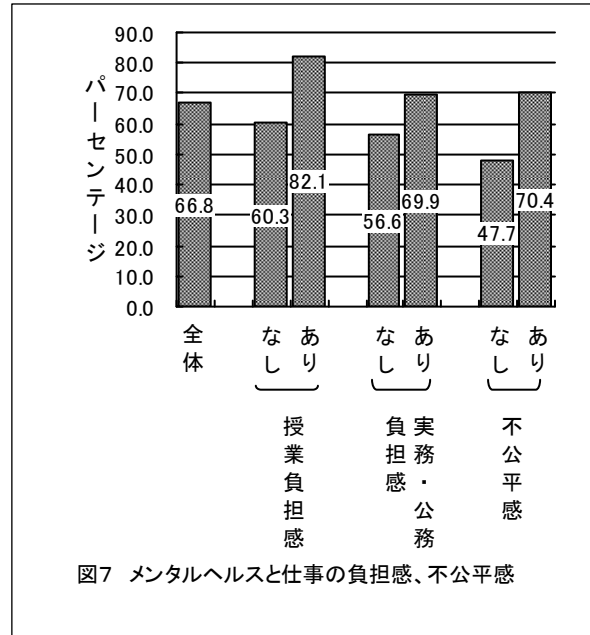 90.0
80.0
70.0
60.0
50.0
40.0
30.0
20.0
10.0
0.0
パーセンテージ
66.8
60.3
82.1
56.6
69.9
47.7
70.4
全体
なし
あり
なし
あり
なし
あり
授業負担感
実務・公務
負担感
不公平感
図7 メンタルヘルスと仕事の負担感、不公平感